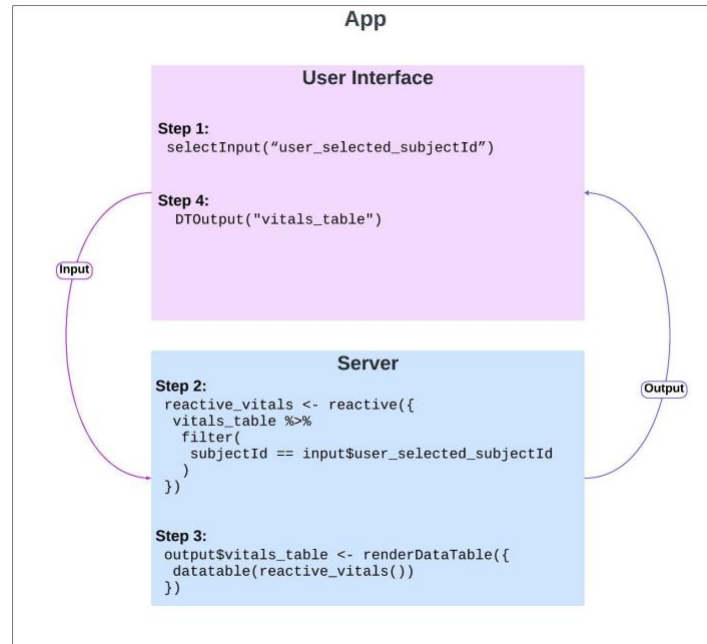 App
User Interface
Step 1:
selectInput(“user_selected_subjectId”)
Step 4:
DTOutput("vitals_table")
Input
Server
Step 2:
reactive_vitals <- reactive({
vitals_table %>%
filter(
subjectId == input$user_selected_subjectId
)
})
Output
Step 3:
output$vitals_table <- renderDataTable({
datatable(reactive_vitals())
})